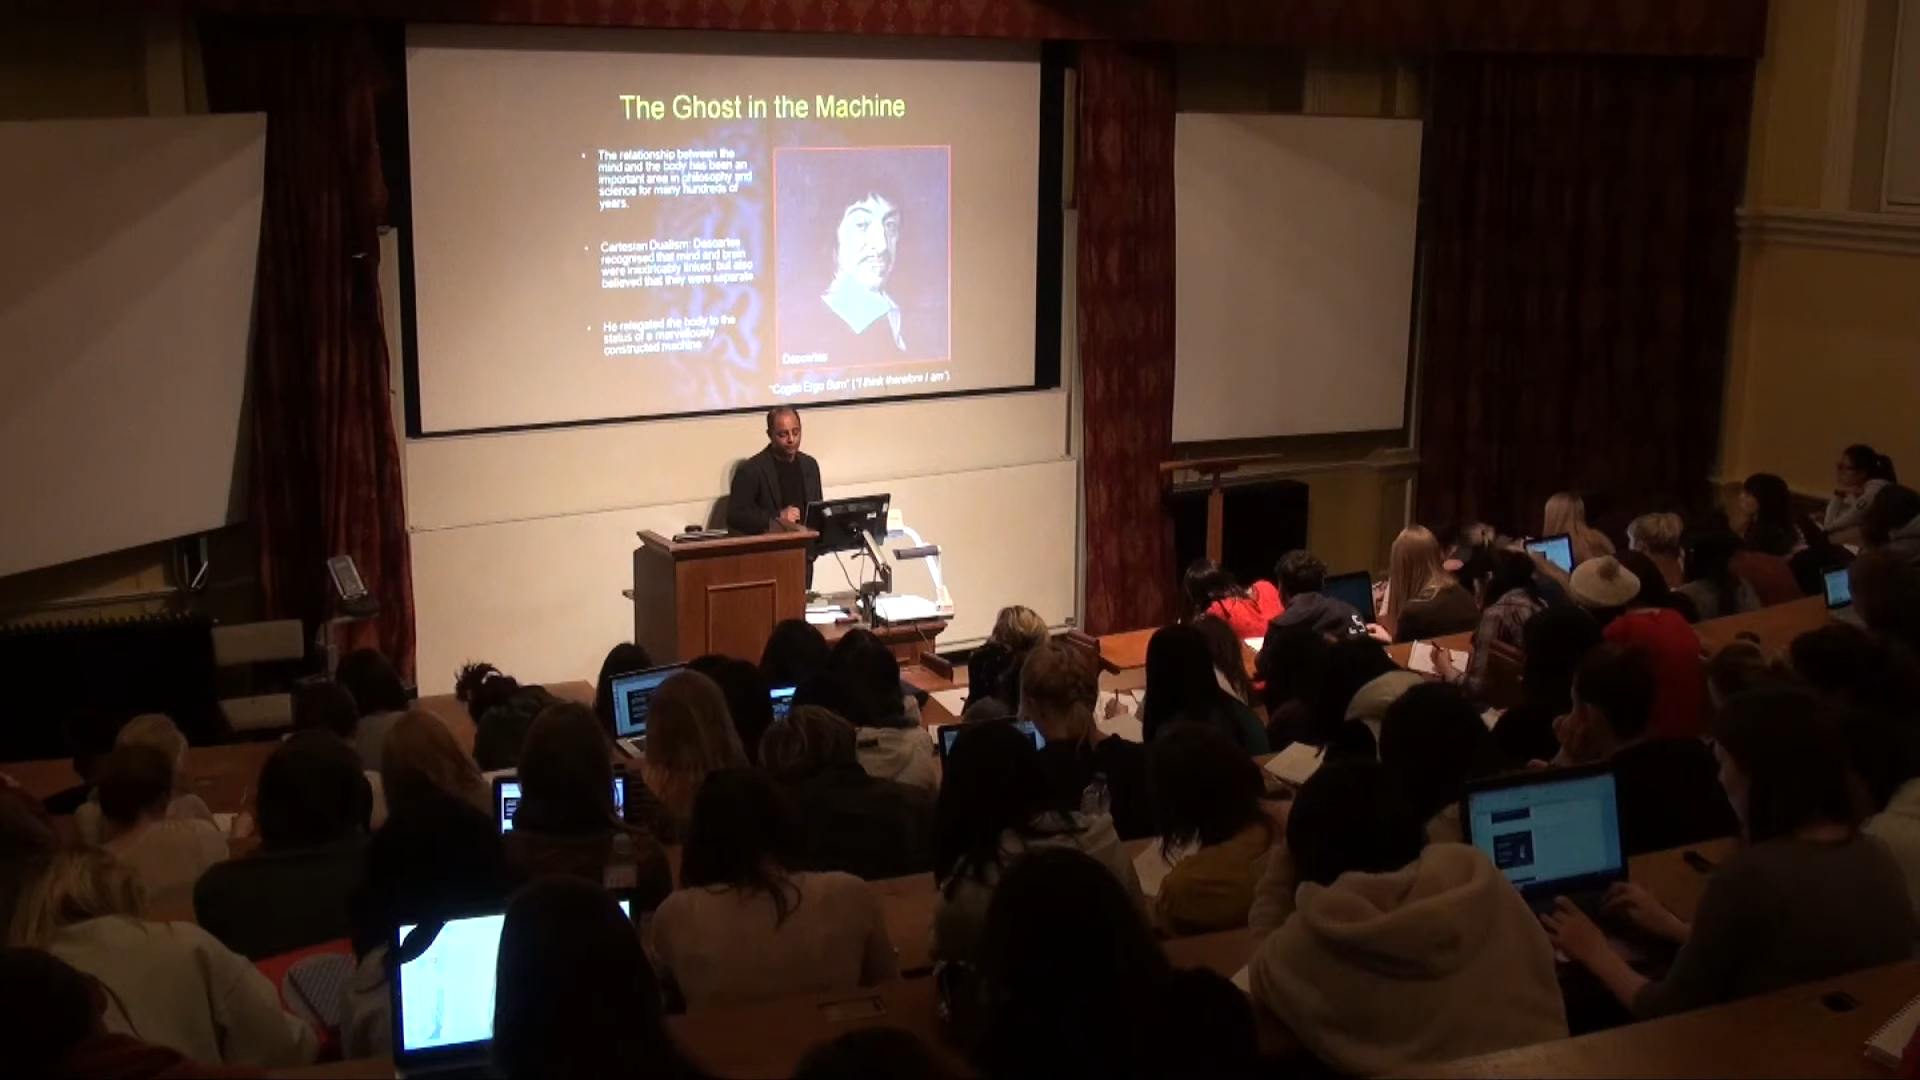 The Ghost in the Machine
• The relationship between the
mind and the body has been an
important area in philosophy and
science for many hundreds of
years.
• Cartesian Dualism: Descartes
recognised that mind and brain
were inextricably linked, but also
believed that they were separate
• He relegated the body to the
status of a marvellously
constructed machine
Descartes
"Cogito Ergo Sum" ("I think therefore I am")